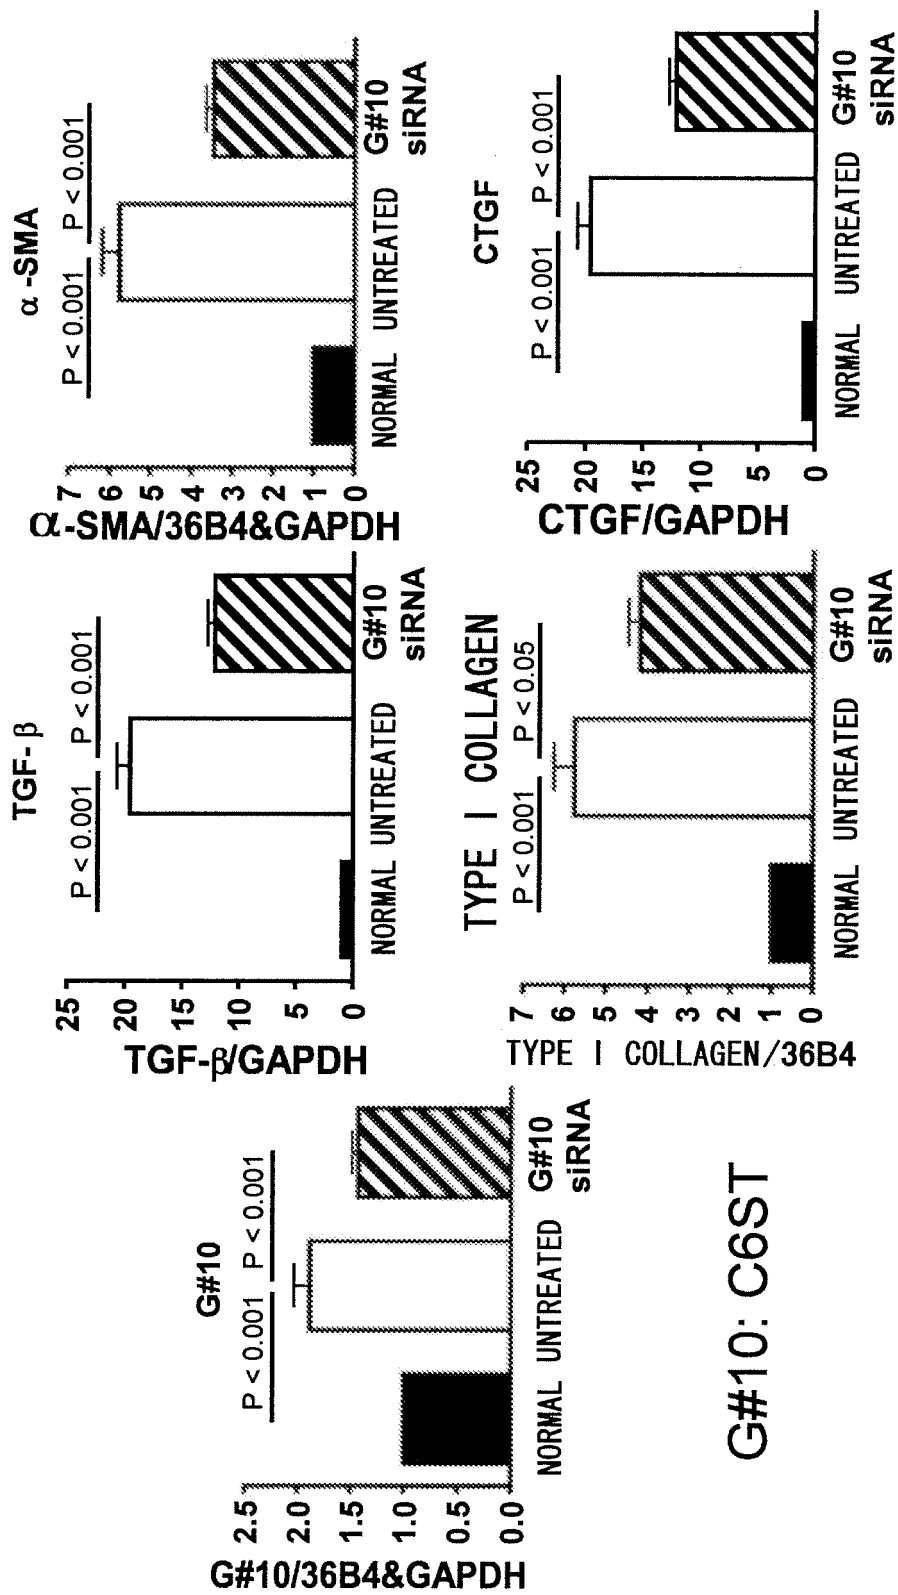 G#10
P < 0.001 P < 0.001
2.5
2.0
1.5
1.0
0.5
0.0
G#10/36B4&GAPDH
NORMAL UNTREATED G#10
siRNA
TGF-β
P < 0.001 P < 0.001
25
20
15
10
5
0
TGF-β/GAPDH
NORMAL UNTREATED G#10
siRNA
α-SMA
P < 0.001 P < 0.001
7
6
5
4
3
2
1
0
α-SMA/36B4&GAPDH
NORMAL UNTREATED G#10
siRNA
TYPE I COLLAGEN
P < 0.001 P < 0.05
7
6
5
4
3
2
1
0
TYPE I COLLAGEN/36B4
NORMAL UNTREATED G#10
siRNA
CTGF
P < 0.001 P < 0.001
25
20
15
10
5
0
CTGF/GAPDH
NORMAL UNTREATED G#10
siRNA
G#10: C6ST